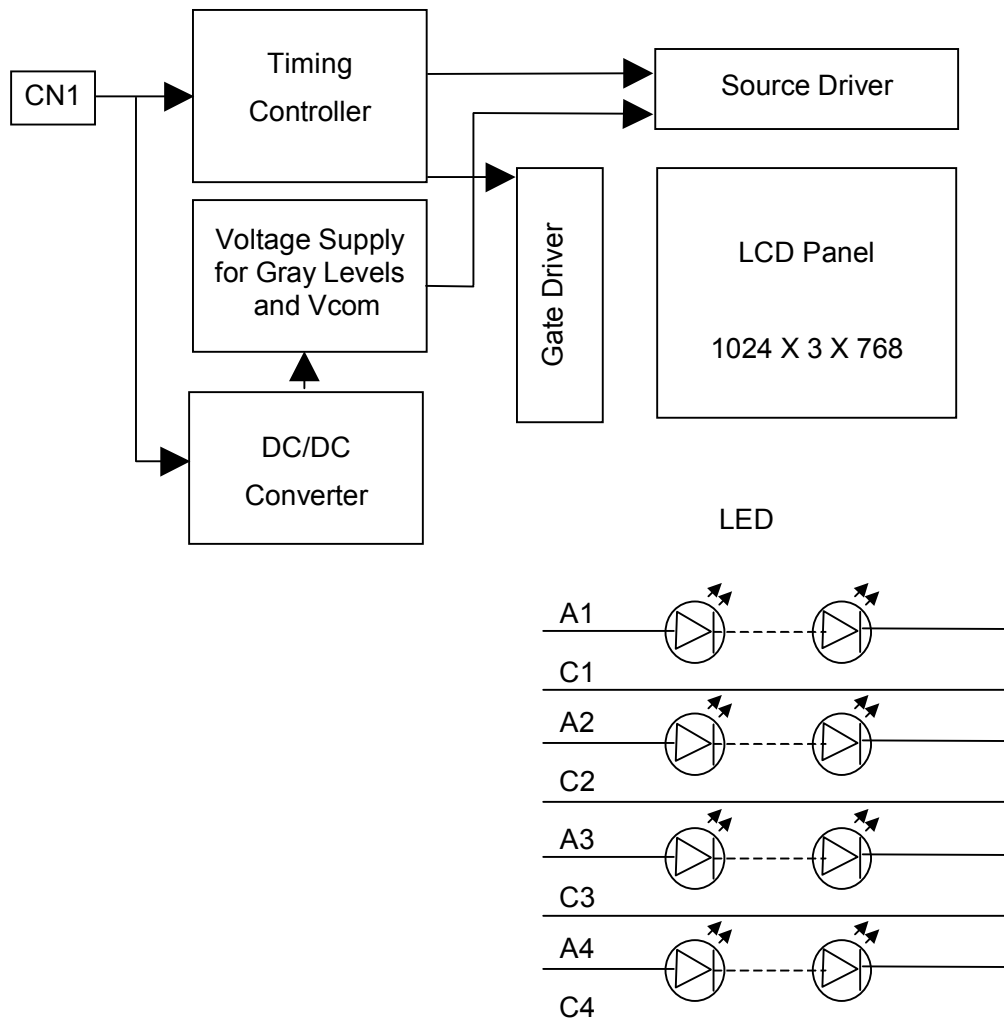 CN1
Timing
Controller
Source Driver
Voltage Supply
for Gray Levels
and Vcom
Gate Driver
LCD Panel
1024 X 3 X 768
DC/DC
Converter
LED
A1
C1
A2
C2
A3
C3
A4
C4